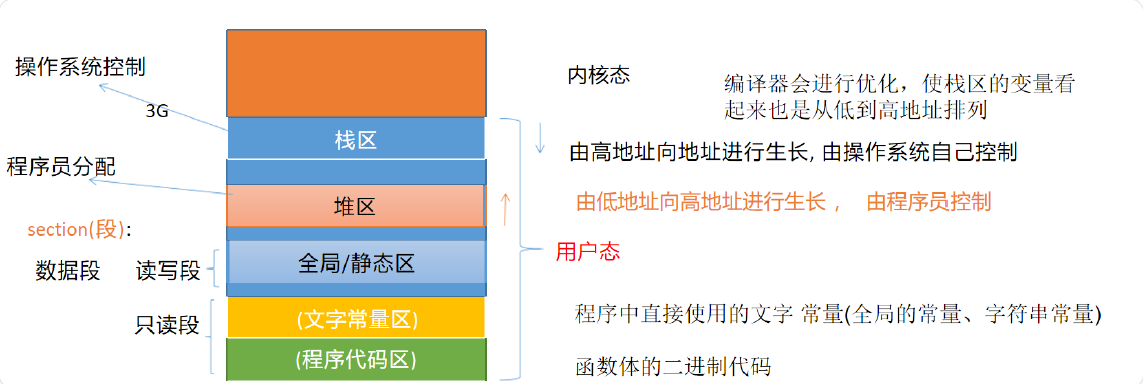 操作系统控制
3G
程序员分配
section(段):
数据段 读写段
只读段
栈区
堆区
全局/静态区
(文字常量区)
(程序代码区)
内核态
编译器会进行优化，使栈区的变量看
起来也是从低到高地址排列
由高地址向地址进行生长, 由操作系统自己控制
由低地址向高地址进行生长， 由程序员控制
用户态
程序中直接使用的文字 常量(全局的常量、字符串常量)
函数体的二进制代码